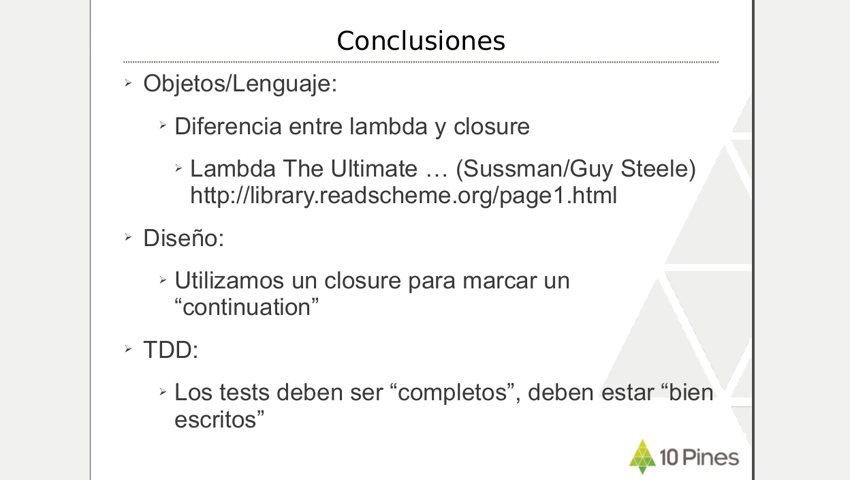 Conclusiones
Objetos/Lenguaje:
Diferencia entre lambda y closure
Lambda The Ultimate … (Sussman/Guy Steele)
http://library.readscheme.org/page1.html
Diseño:
Utilizamos un closure para marcar un
“continuation”
TDD:
Los tests deben ser “completos”, deben estar “bien
escritos”
10 Pines